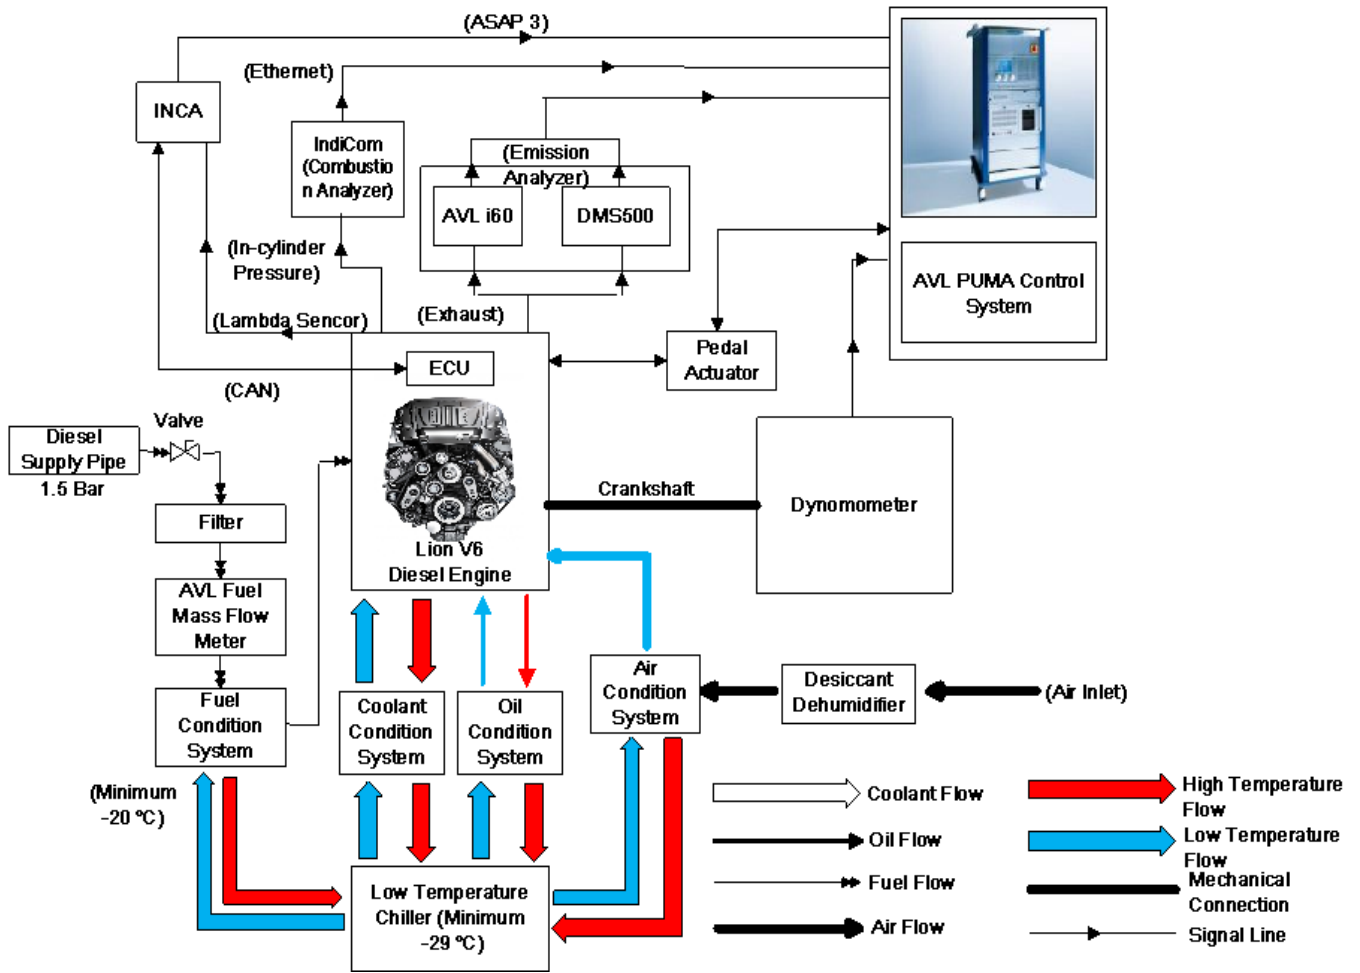 (ASAP 3)
(Ethernet)
INCA
IndiCom
(Combustio
n Analyzer)
(Emission
Analyzer)
AVL i60
DMS500
(In-cylinder
Pressure)
AVL PUMA Control
System
(Lambda Sencor)
(Exhaust)
Pedal
Actuator
ECU
(CAN)
Valve
Diesel
Supply Pipe
1.5 Bar
Filter
Crankshaft
Dynomometer
Lion V6
Diesel Engine
AVL Fuel
Mass Flow
Meter
Fuel
Condition
System
Coolant
Condition
System
Oil
Condition
System
Air
Condition
System
Desiccant
Dehumidifier
(Air Inlet)
(Minimum
-20 ºC)
Low Temperature
Chiller (Minimum
-29 ºC)
Coolant Flow
Oil Flow
Fuel Flow
Air Flow
High Temperature
Flow
Low Temperature
Flow
Mechanical
Connection
Signal Line